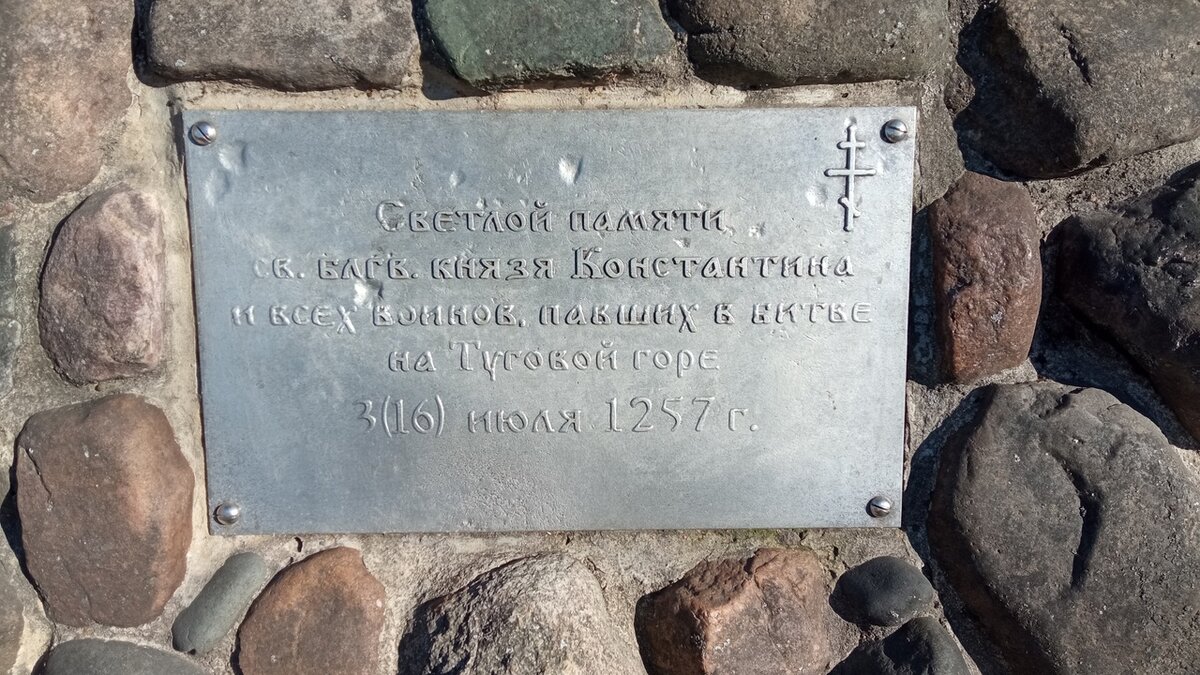 Светлой памяти
св. блгв. князя Константина
и всех воинов, павших в битве
на Туговой горе
3(16) июля 1257 г.